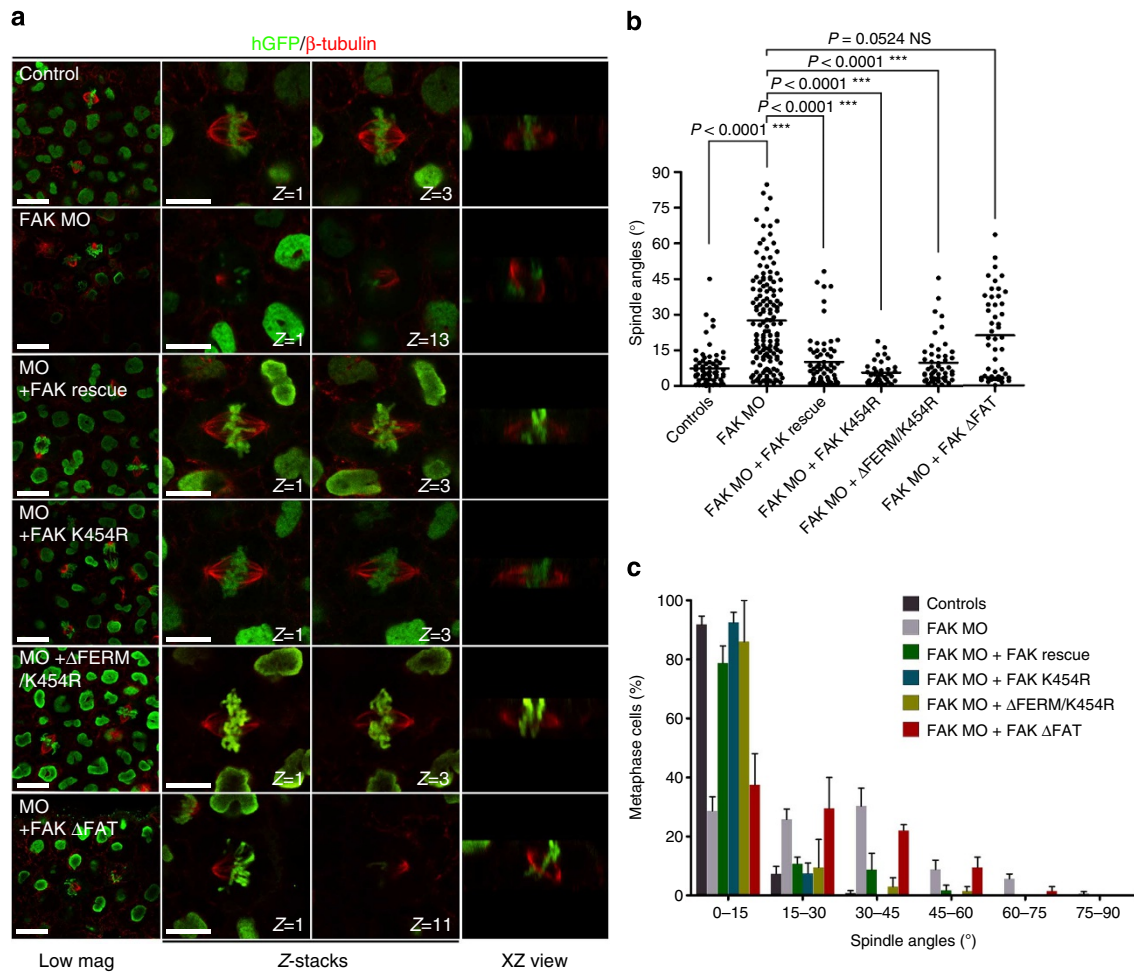 a
hGFP/β-tubulin
Control
Z=1
Z=3
FAK MO
Z=1
Z=13
MO
+FAK rescue
Z=1
Z=3
MO
+FAK K454R
Z=1
Z=3
MO +ΔFERM
/K454R
Z=1
Z=3
MO
+FAK ΔFAT
Z=1
Z=11
Low mag
Z-stacks
XZ view
b
P = 0.0524 NS
P < 0.0001 ***
P < 0.0001 ***
P < 0.0001 ***
P < 0.0001 ***
90
75
60
45
30
15
0
Spindle angles (°)
Controls
FAK MO
FAK MO + FAK rescue
FAK MO + FAK K454R
FAK MO + ΔFERM/K454R
FAK MO + FAK ΔFAT
c
100
80
60
40
20
0
Metaphase cells (%)
Controls
FAK MO
FAK MO + FAK rescue
FAK MO + FAK K454R
FAK MO + ΔFERM/K454R
FAK MO + FAK ΔFAT
0–15 15–30 30–45 45–60 60–75 75–90
Spindle angles (°)